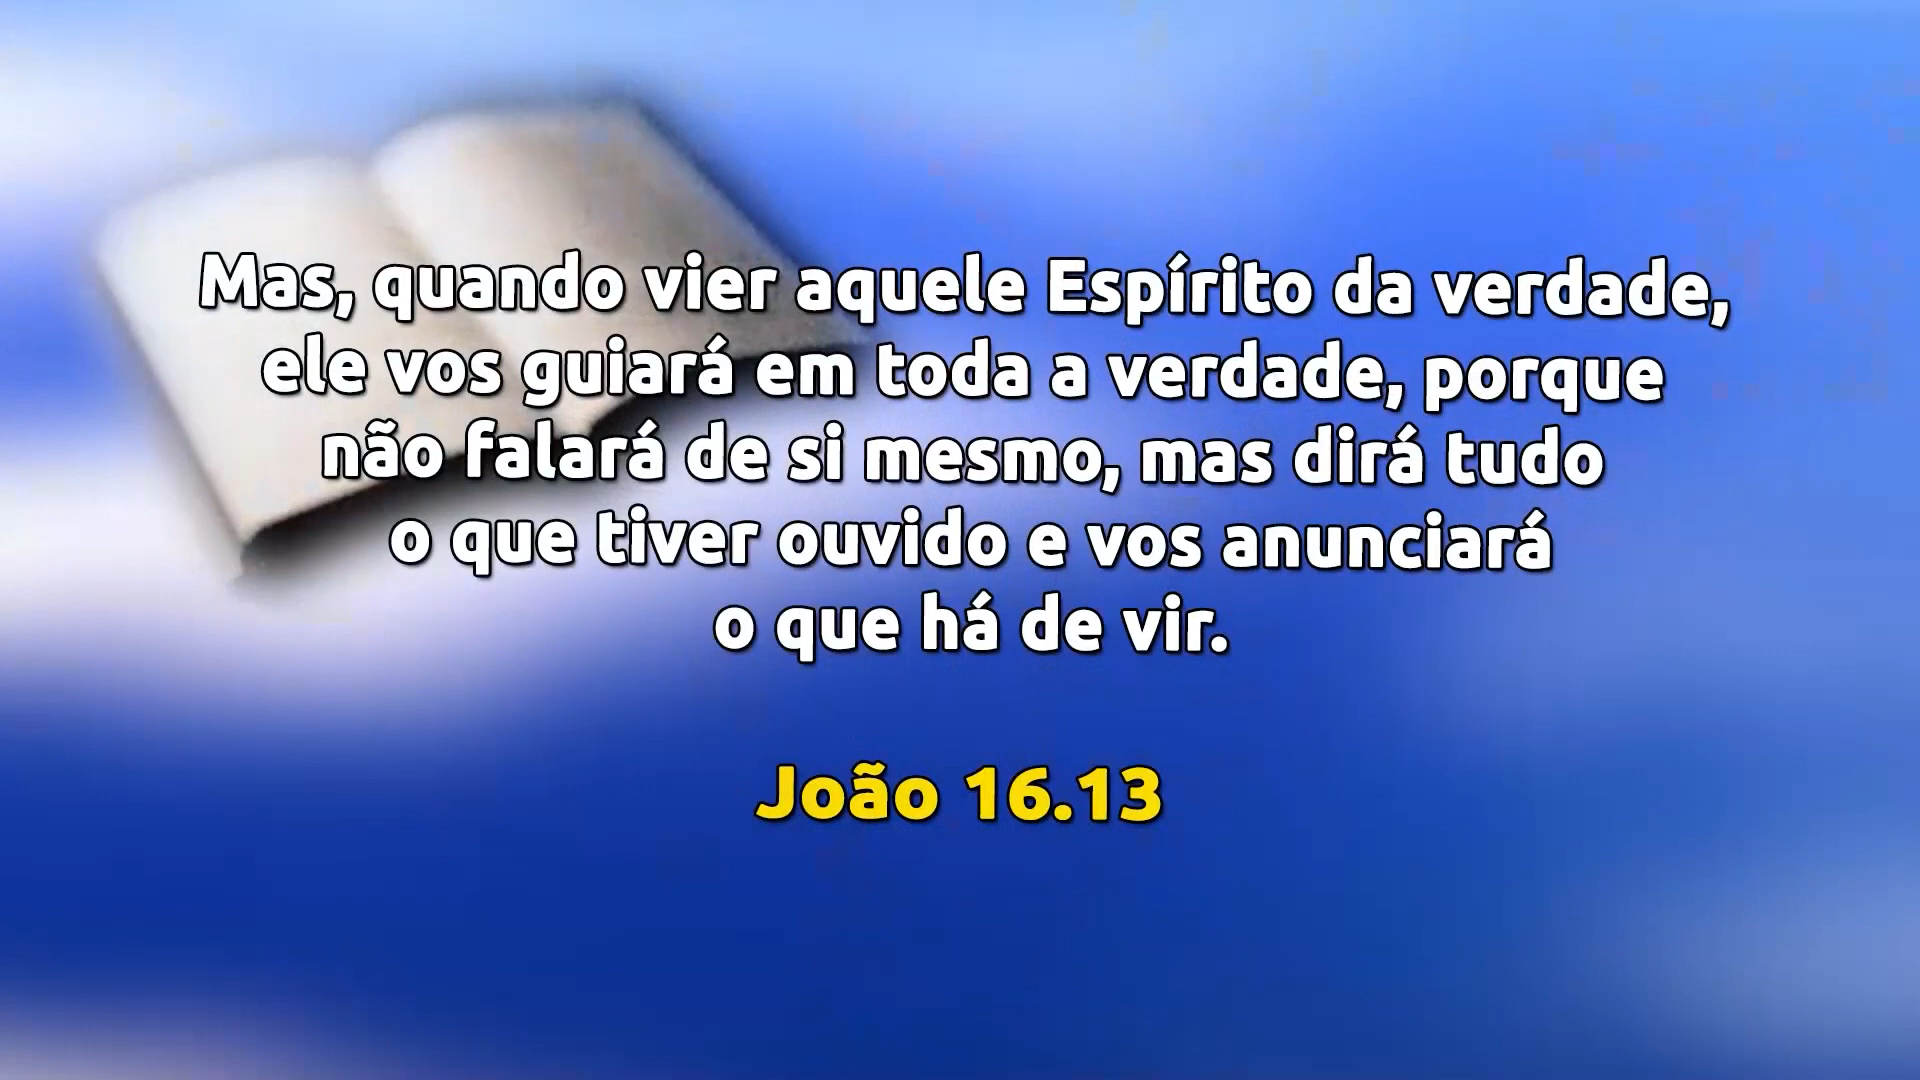 Mas, quando vier aquele Espírito da verdade,
ele vos guiará em toda a verdade, porque
não falará de si mesmo, mas dirá tudo
o que tiver ouvido e vos anunciará
o que há de vir.
João 16.13